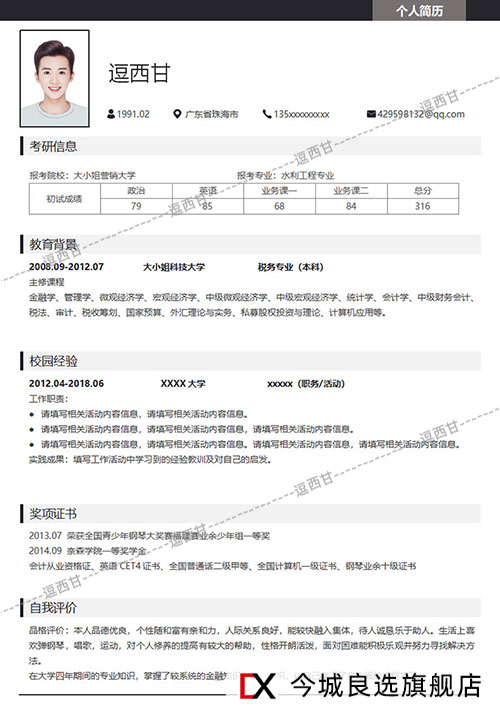 个人简历
逗西甘
1991.02 广东省珠海市 135xxxxxxxxx 429598132@qq.com
逗西甘
考研信息
逗西甘
报考院校：大小姐营销大学 报考专业：水利工程专业
初试成绩 政治 英语 业务课一 业务课二 总分
79 85 68 84 316
逗西甘
教育背景
逗西甘
2008.09-2012.07 大小姐科技大学 税务专业（本科）
主修课程
金融学、管理学、微观经济学、宏观经济学、中级微观经济学、中级宏观经济学、统计学、会计学、中级财务会计、
税法、审计、税收筹划、国家预算、外汇理论与实务、私募股权投资与理论、计算机应用等。
校园经验
2012.04-2018.06 XXXX 大学 xxxxx（职务/活动）
工作职责：
● 请填写相关活动内容信息，请填写相关活动内容信息。
● 请填写相关活动内容信息，请填写相关活动内容信息。请填写相关活动内容信息。
● 请填写相关活动内容信息，请填写相关活动内容信息。请填写相关活动内容信息，请填写相关活动内容信息。
逗西甘
实践成果：填写工作活动中学习到的经验教训及对自己的启发。
逗西甘
奖项证书
2013.07 荣获全国青少年钢琴大奖赛福建赛业余少年组一等奖
逗西甘
2014.09 奈森学院一等奖学金
会计从业资格证、英语 CET4 证书、全国普通话二级甲等、全国计算机一级证书、钢琴业余十级证书
逗西甘
自我评价
品格评价：本人品德优良，个性随和富有亲和力，人际关系良好，能较快融入集体，待人诚恳乐于助人。生活上喜
欢弹钢琴，唱歌，运动，对个人修养的提高有较大的帮助，性格开朗活泼，面对困难能积极乐观并努力寻找解决方
法。
在大学四年期间的专业知识，掌握了较系统的金融
DX 今城良选旗舰店